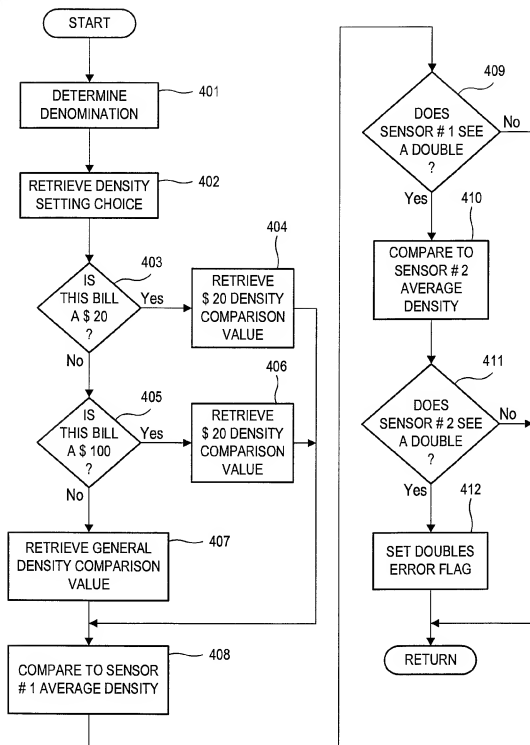 START
DETERMINE
DENOMINATION
401
RETRIEVE DENSITY
SETTING CHOICE
402
403
IS
THIS BILL
A $ 20
?
Yes
No
404
RETRIEVE
$ 20 DENSITY
COMPARISON
VALUE
405
IS
THIS BILL
A $ 100
?
Yes
No
406
RETRIEVE
$ 20 DENSITY
COMPARISON
VALUE
RETRIEVE GENERAL
DENSITY COMPARISON
VALUE
407
COMPARE TO SENSOR
# 1 AVERAGE DENSITY
408
409
DOES
SENSOR # 1 SEE
A DOUBLE
?
No
Yes
410
COMPARE TO
SENSOR # 2
AVERAGE
DENSITY
411
DOES
SENSOR # 2 SEE
A DOUBLE
?
No
Yes
412
SET DOUBLES
ERROR FLAG
RETURN